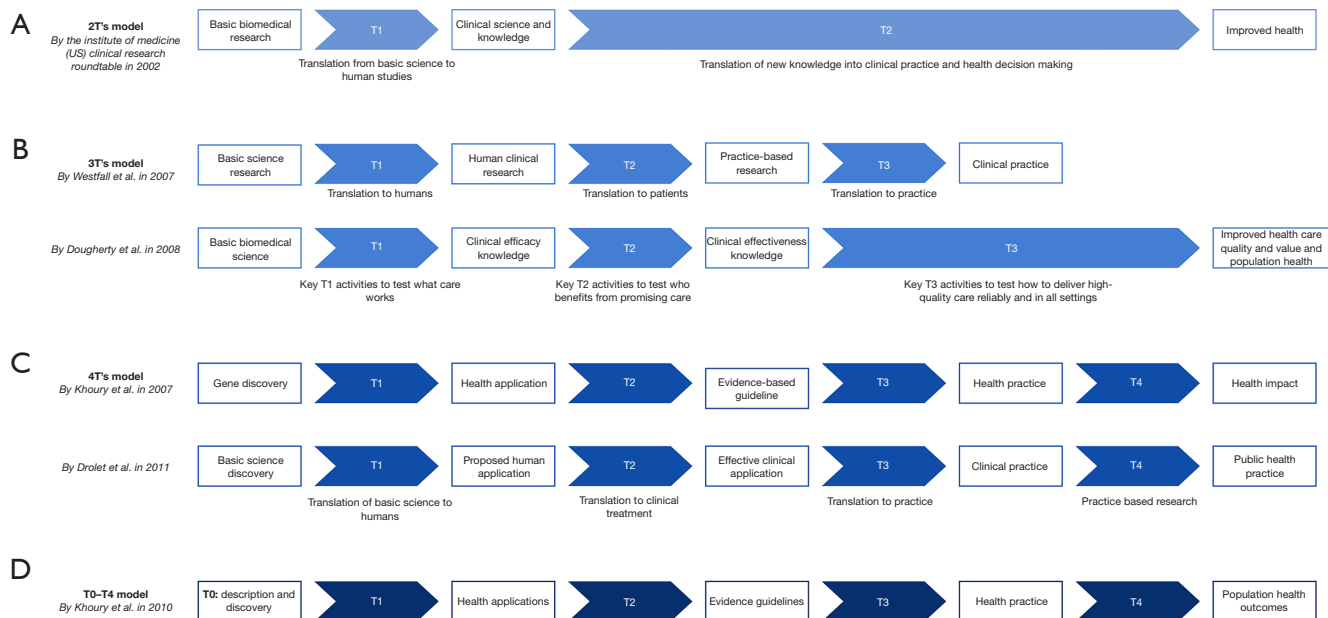 A
2T's model
By the institute of medicine
(US) clinical research
roundtable in 2002
Basic biomedical
research
T1
Clinical science and
knowledge
T2
Improved health
Translation from basic science to
human studies
Translation of new knowledge into clinical practice and health decision making
B
3T's model
By Westfall et al. in 2007
Basic science
research
T1
Human clinical
research
T2
Practice-based
research
T3
Clinical practice
Translation to humans
Translation to patients
Translation to practice
By Dougherty et al. in 2008
Basic biomedical
science
T1
Clinical efficacy
knowledge
T2
Clinical effectiveness
knowledge
T3
Improved health care
quality and value and
population health
Key T1 activities to test what care
works
Key T2 activities to test who
benefits from promising care
Key T3 activities to test how to deliver high-
quality care reliably and in all settings
C
4T's model
By Khoury et al. in 2007
Gene discovery
T1
Health application
T2
Evidence-based
guideline
T3
Health practice
T4
Health impact
By Drolet et al. in 2011
Basic science
discovery
T1
Proposed human
application
T2
Effective clinical
application
T3
Clinical practice
T4
Public health
practice
Translation of basic science to
humans
Translation to clinical
treatment
Translation to practice
Practice based research
D
T0–T4 model
By Khoury et al. in 2010
T0: description and
discovery
T1
Health applications
T2
Evidence guidelines
T3
Health practice
T4
Population health
outcomes